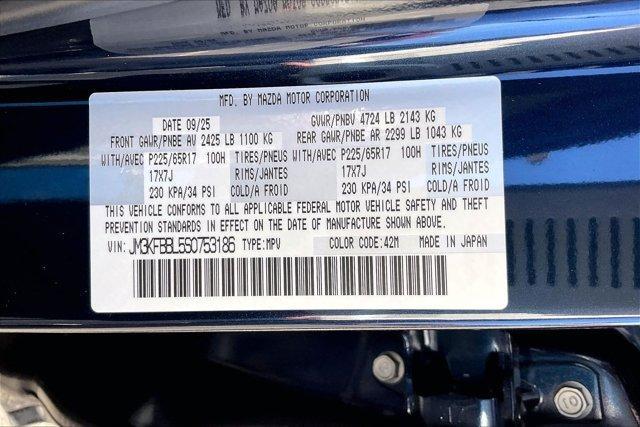 MFD. BY MAZDA MOTOR CORPORATION
DATE 09/25 GVWR/PNBV 4724 LB 2143 KG
FRONT GAWR/PNBE AV 2425 LB 1100 KG REAR GAWR/PNBE AR 2299 LB 1043 KG
WITH/AVEC P225/65R17 100H TIRES/PNEUS WITH/AVEC P225/65R17 100H TIRES/PNEUS
17X7J RIMS/JANTES 17X7J RIMS/JANTES
230 KPA/34 PSI COLD/A FROID 230 KPA/34 PSI COLD/A FROID
THIS VEHICLE CONFORMS TO ALL APPLICABLE FEDERAL MOTOR VEHICLE SAFETY AND THEFT
PREVENTION STANDARDS IN EFFECT ON THE DATE OF MANUFACTURE SHOWN ABOVE.
VIN: JM3KFBBL5S0753186 TYPE:MPV COLOR CODE:42M MADE IN JAPAN